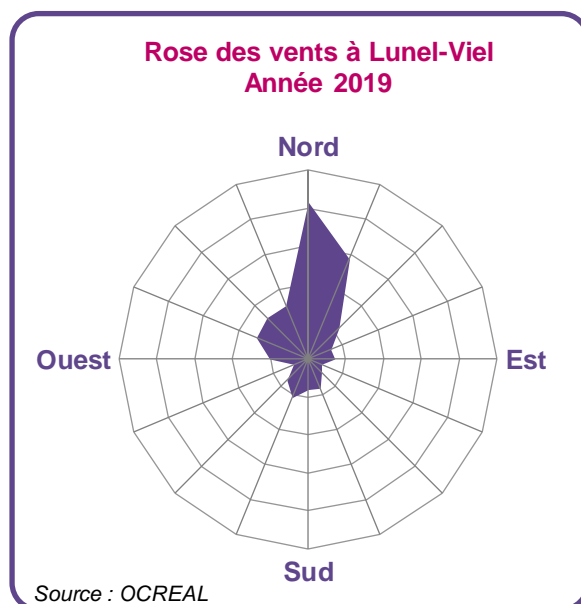 Rose des vents à Lunel-Viel
Année 2019
Nord
Ouest
Est
Sud
Source : OCREAL